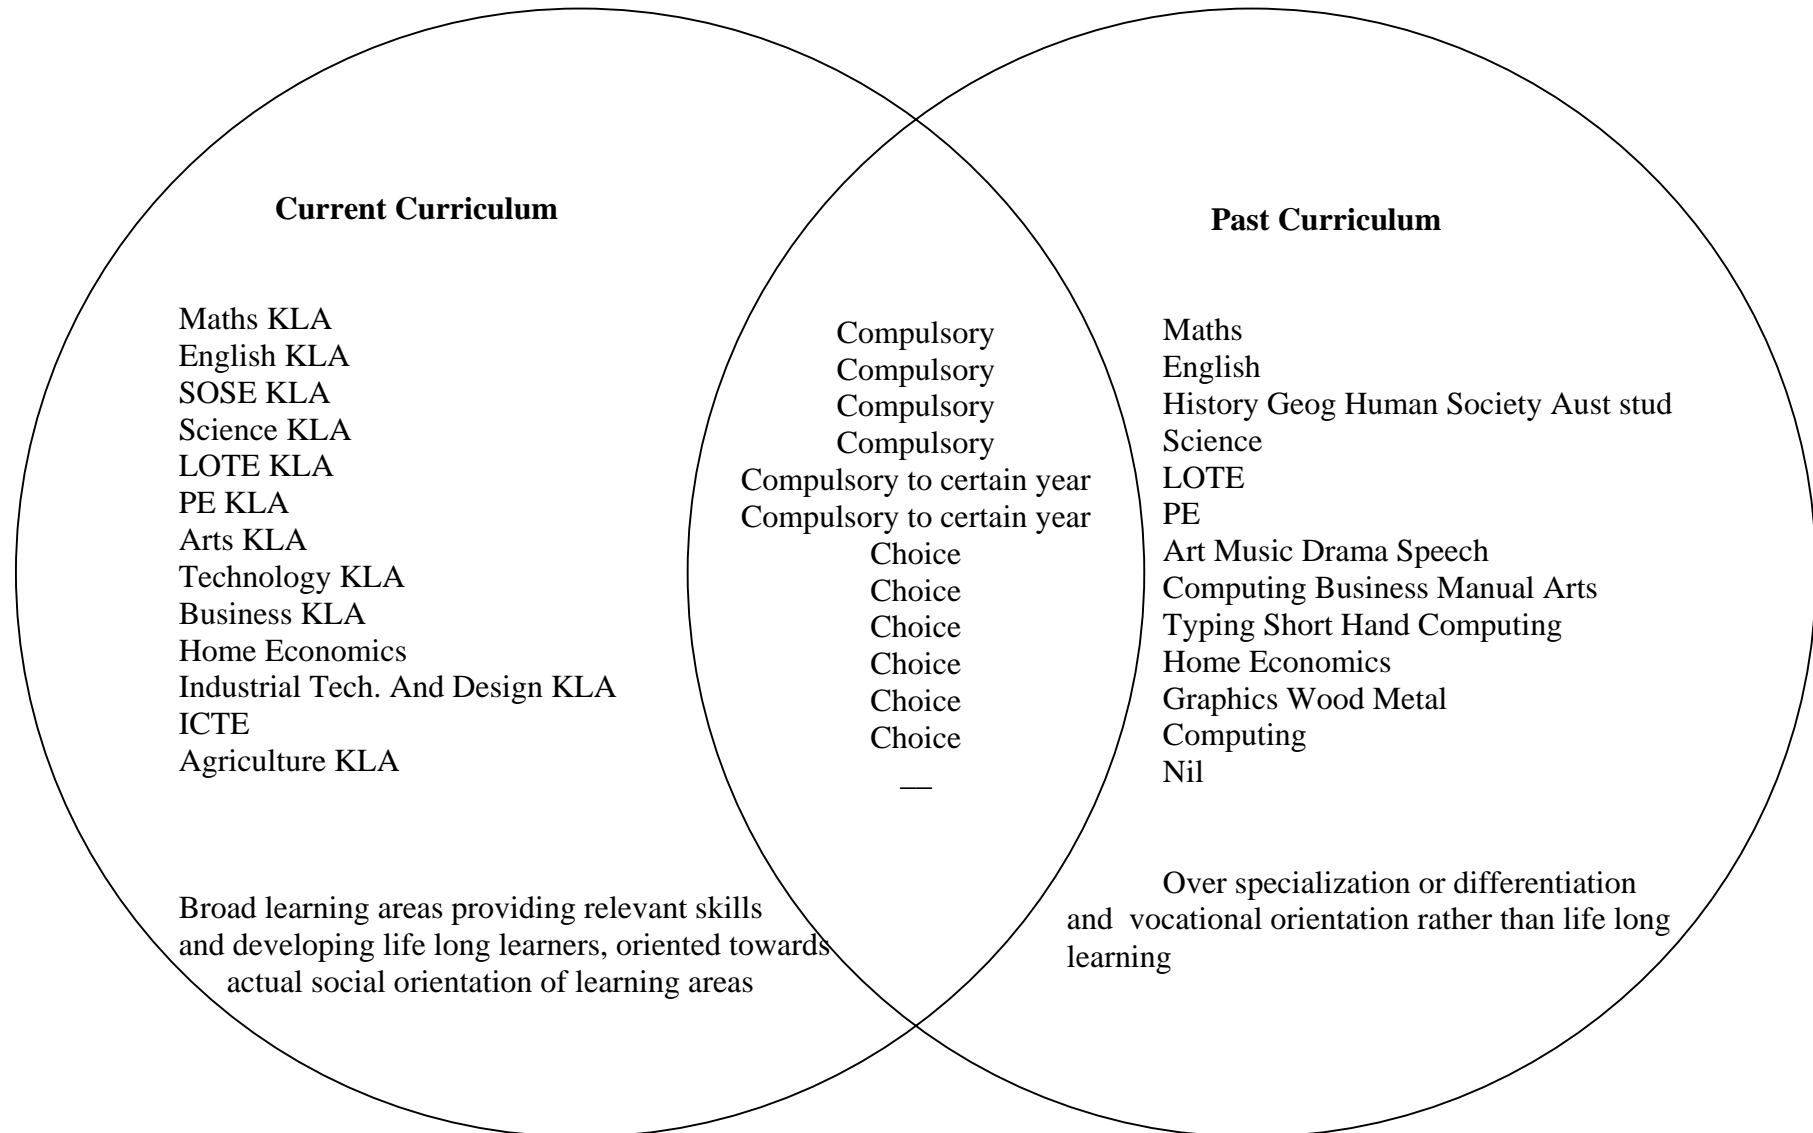 Current Curriculum
Maths KLA
English KLA
SOSE KLA
Science KLA
LOTE KLA
PE KLA
Arts KLA
Technology KLA
Business KLA
Home Economics
Industrial Tech. And Design KLA
ICTE
Agriculture KLA
Broad learning areas providing relevant skills
and developing life long learners, oriented towards
actual social orientation of learning areas
Compulsory
Compulsory
Compulsory
Compulsory
Compulsory to certain year
Compulsory to certain year
Choice
Choice
Choice
Choice
Choice
Choice
__
Past Curriculum
Maths
English
History Geog Human Society Aust stud
Science
LOTE
PE
Art Music Drama Speech
Computing Business Manual Arts
Typing Short Hand Computing
Home Economics
Graphics Wood Metal
Computing
Nil
Over specialization or differentiation
and vocational orientation rather than life long
learning